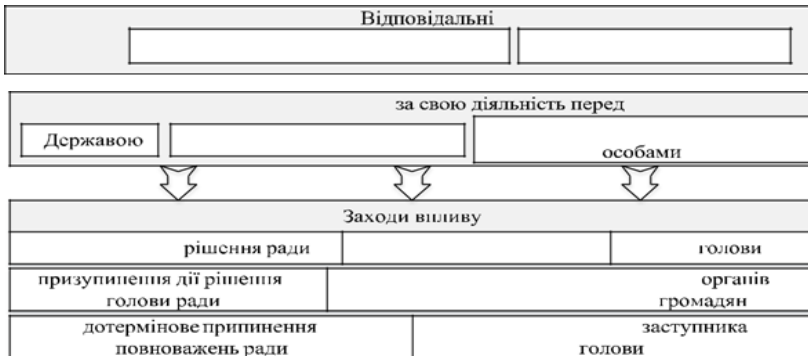 Відповідальні
за свою діяльність перед
Державою
особами
Заходи впливу
рішення ради
голови
призупинення дії рішення
голови ради
органів
громадян
дотермінове припинення
повноважень ради
заступника
голови